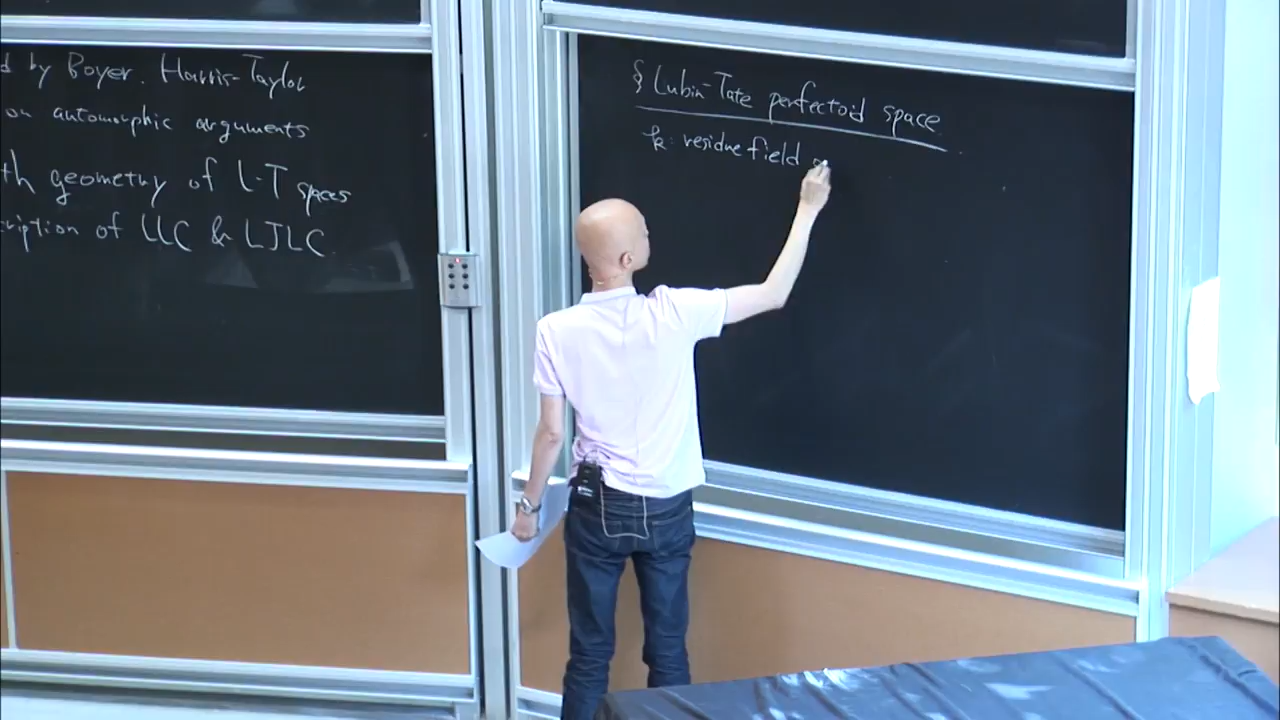 d by Boyer. Harris-Taylor
on automorphic arguments
th geometry of L-T spaces
cription of LLC & LJLC.
§ Lubin-Tate perfectoid space.
k: residue field